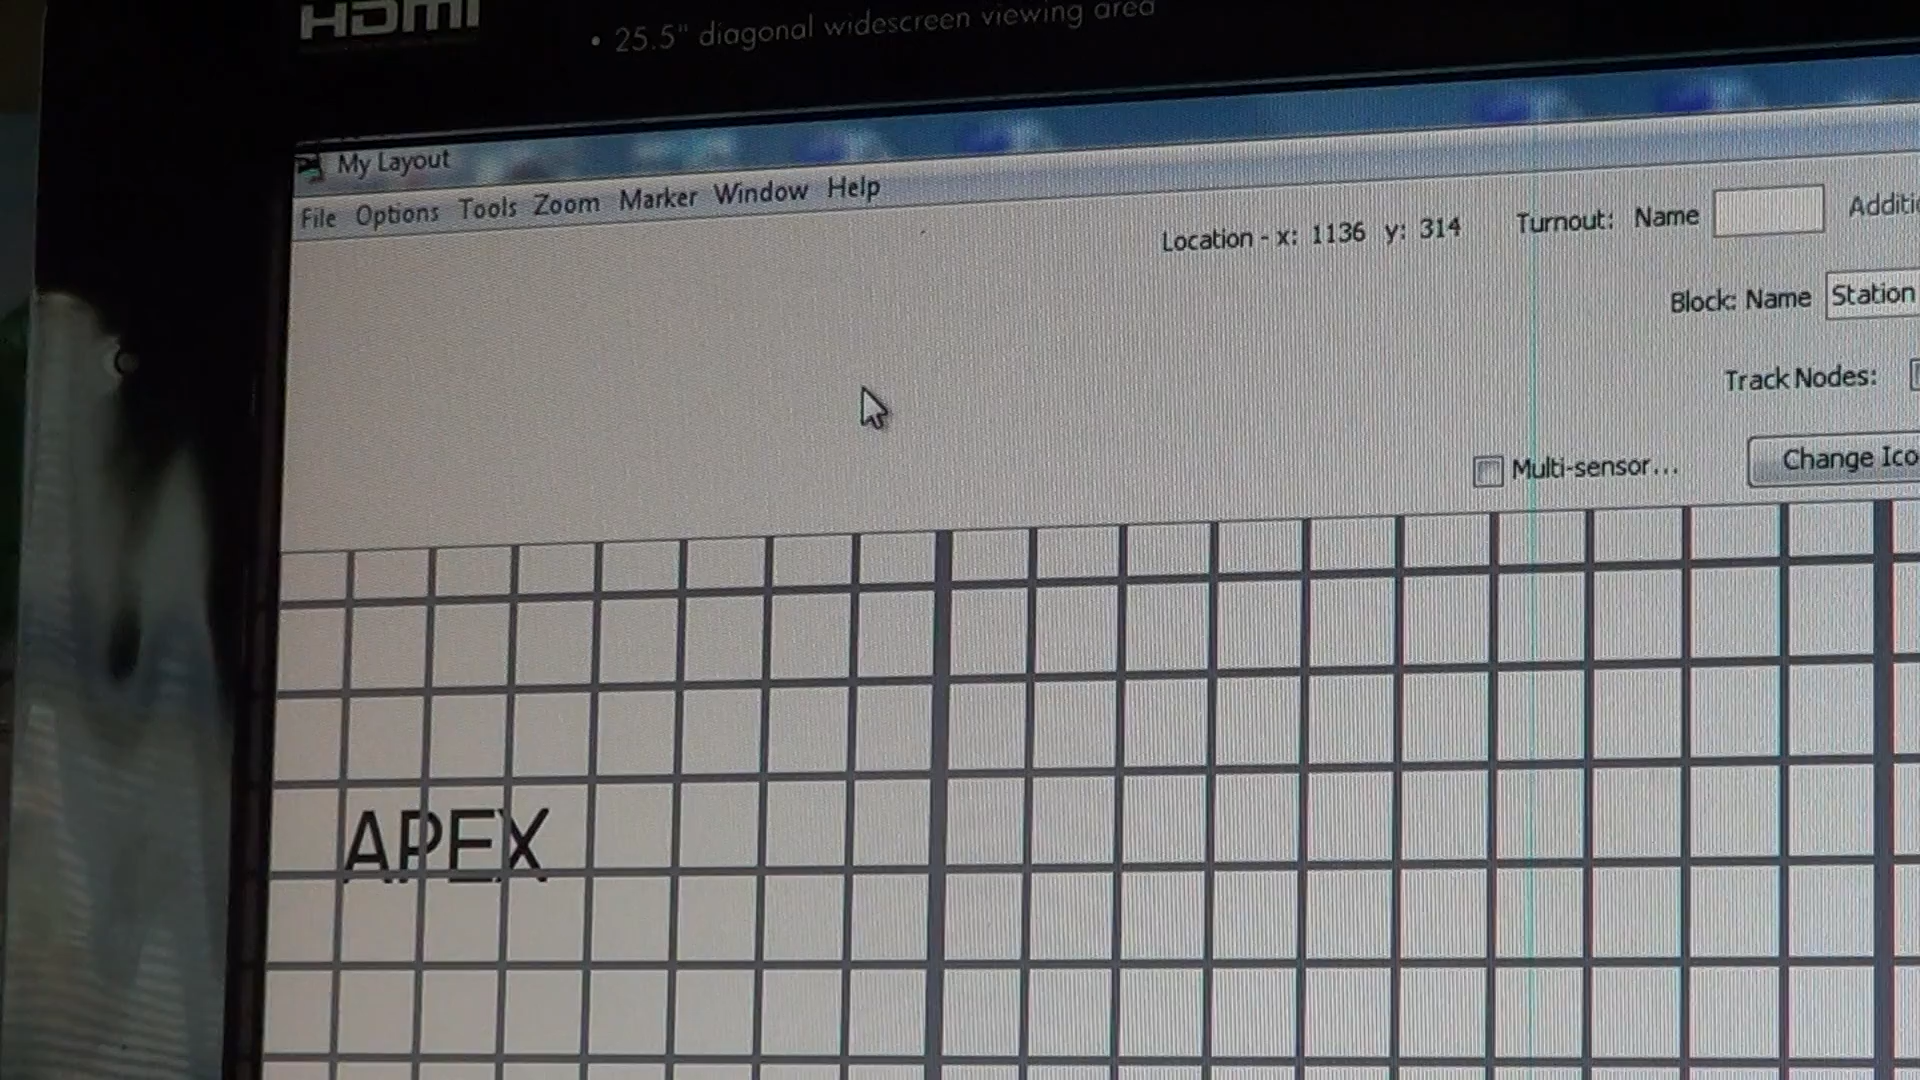 HDMI
• 25.5" diagonal widescreen viewing area
My Layout
File Options Tools Zoom Marker Window Help
Location - x: 1136 y: 314 Turnout: Name
Block: Name Station
Track Nodes:
Multi-sensor... Change
APEX